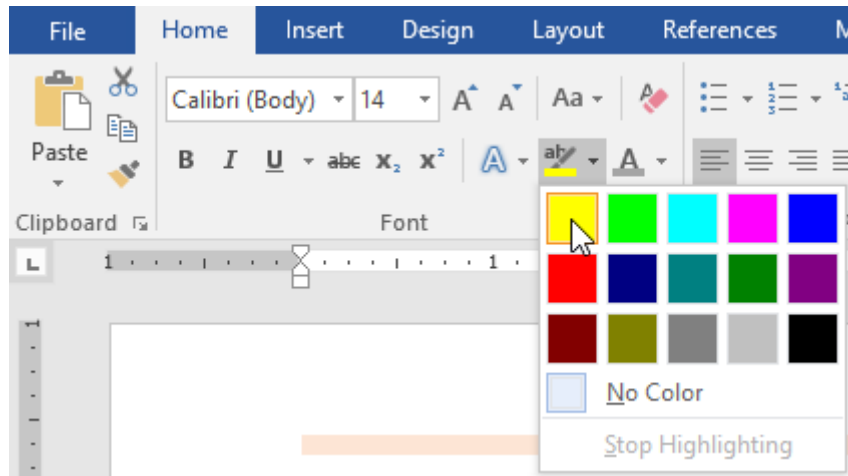 File Home Insert Design Layout References M
Calibri (Body) 14 A A Aa
Paste B I U abc X₂ X² A ab A
Clipboard Font
L 1 1
No Color
1
Stop Highlighting